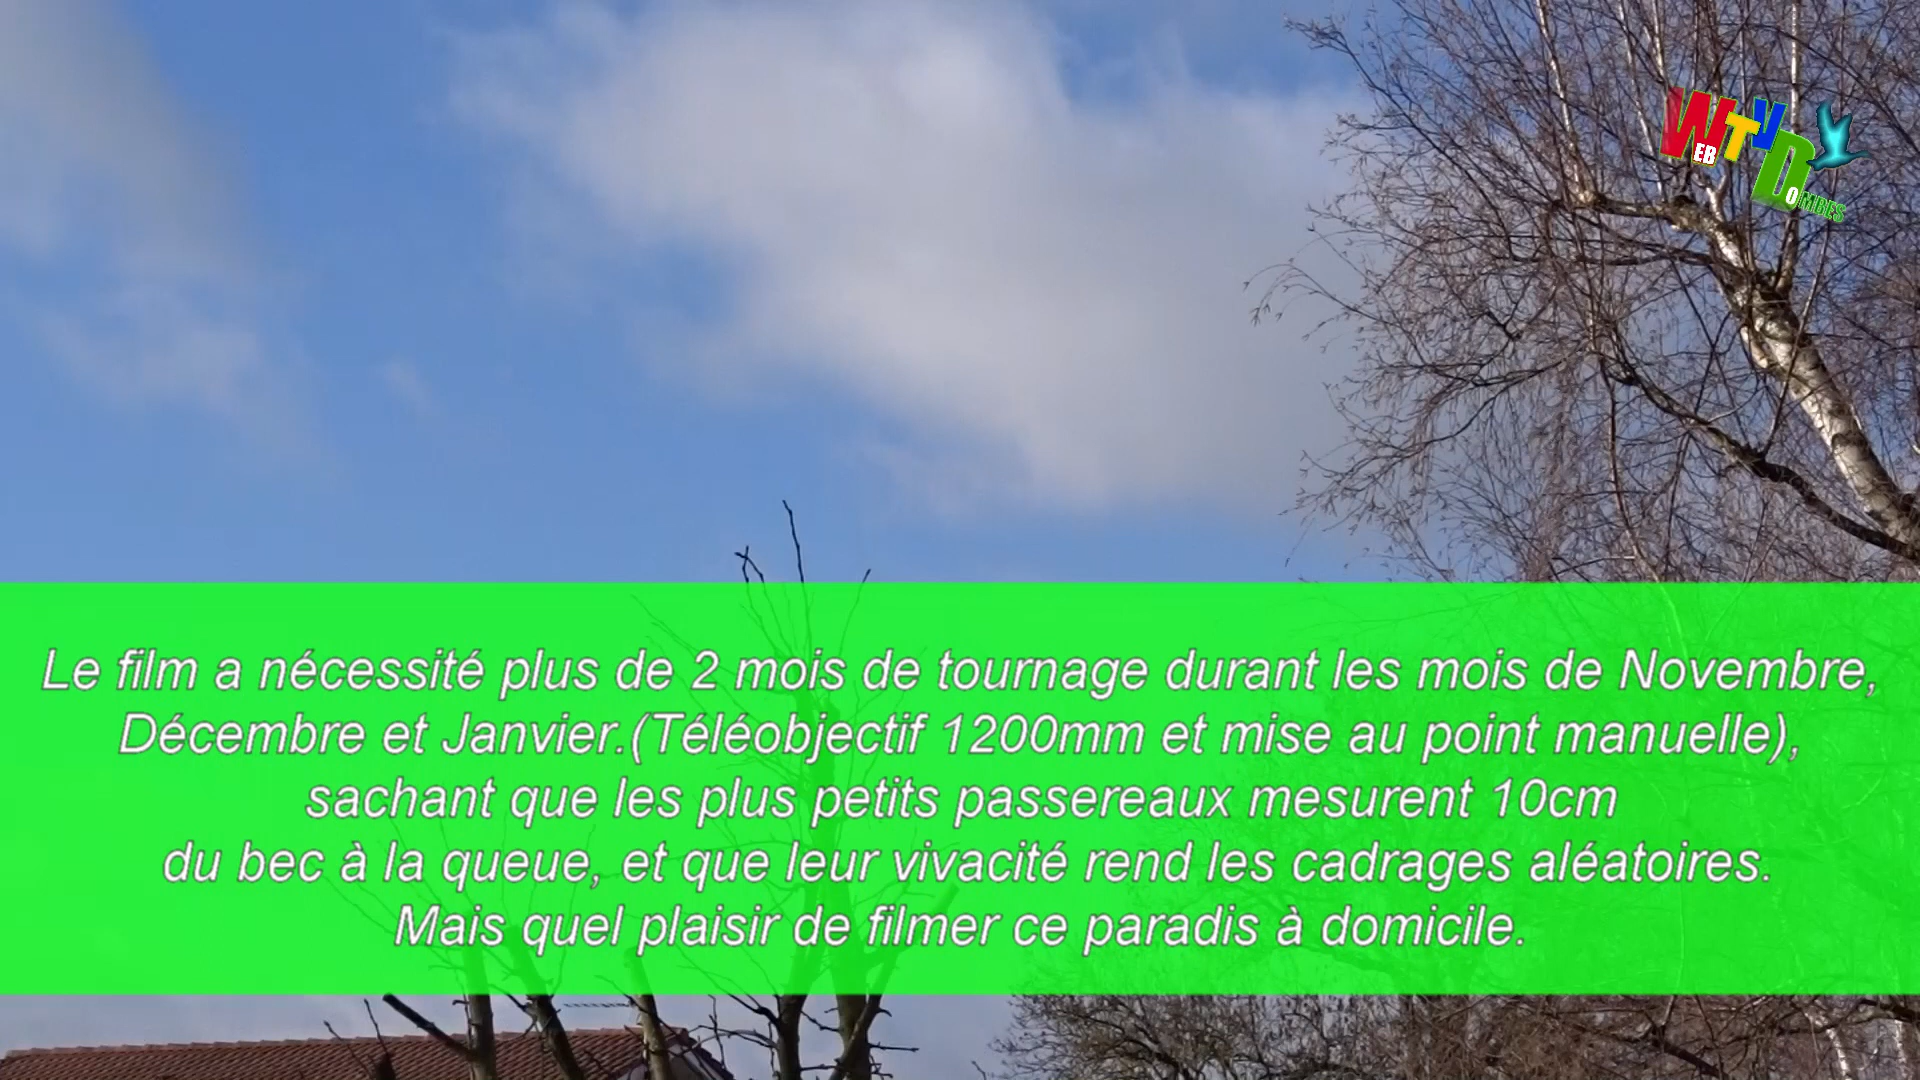 WEB TV DOMBES
Le film a nécessité plus de 2 mois de tournage durant les mois de Novembre,
Décembre et Janvier.(Téléobjectif 1200mm et mise au point manuelle),
sachant que les plus petits passereaux mesurent 10cm
du bec à la queue, et que leur vivacité rend les cadrages aléatoires.
Mais quel plaisir de filmer ce paradis à domicile.